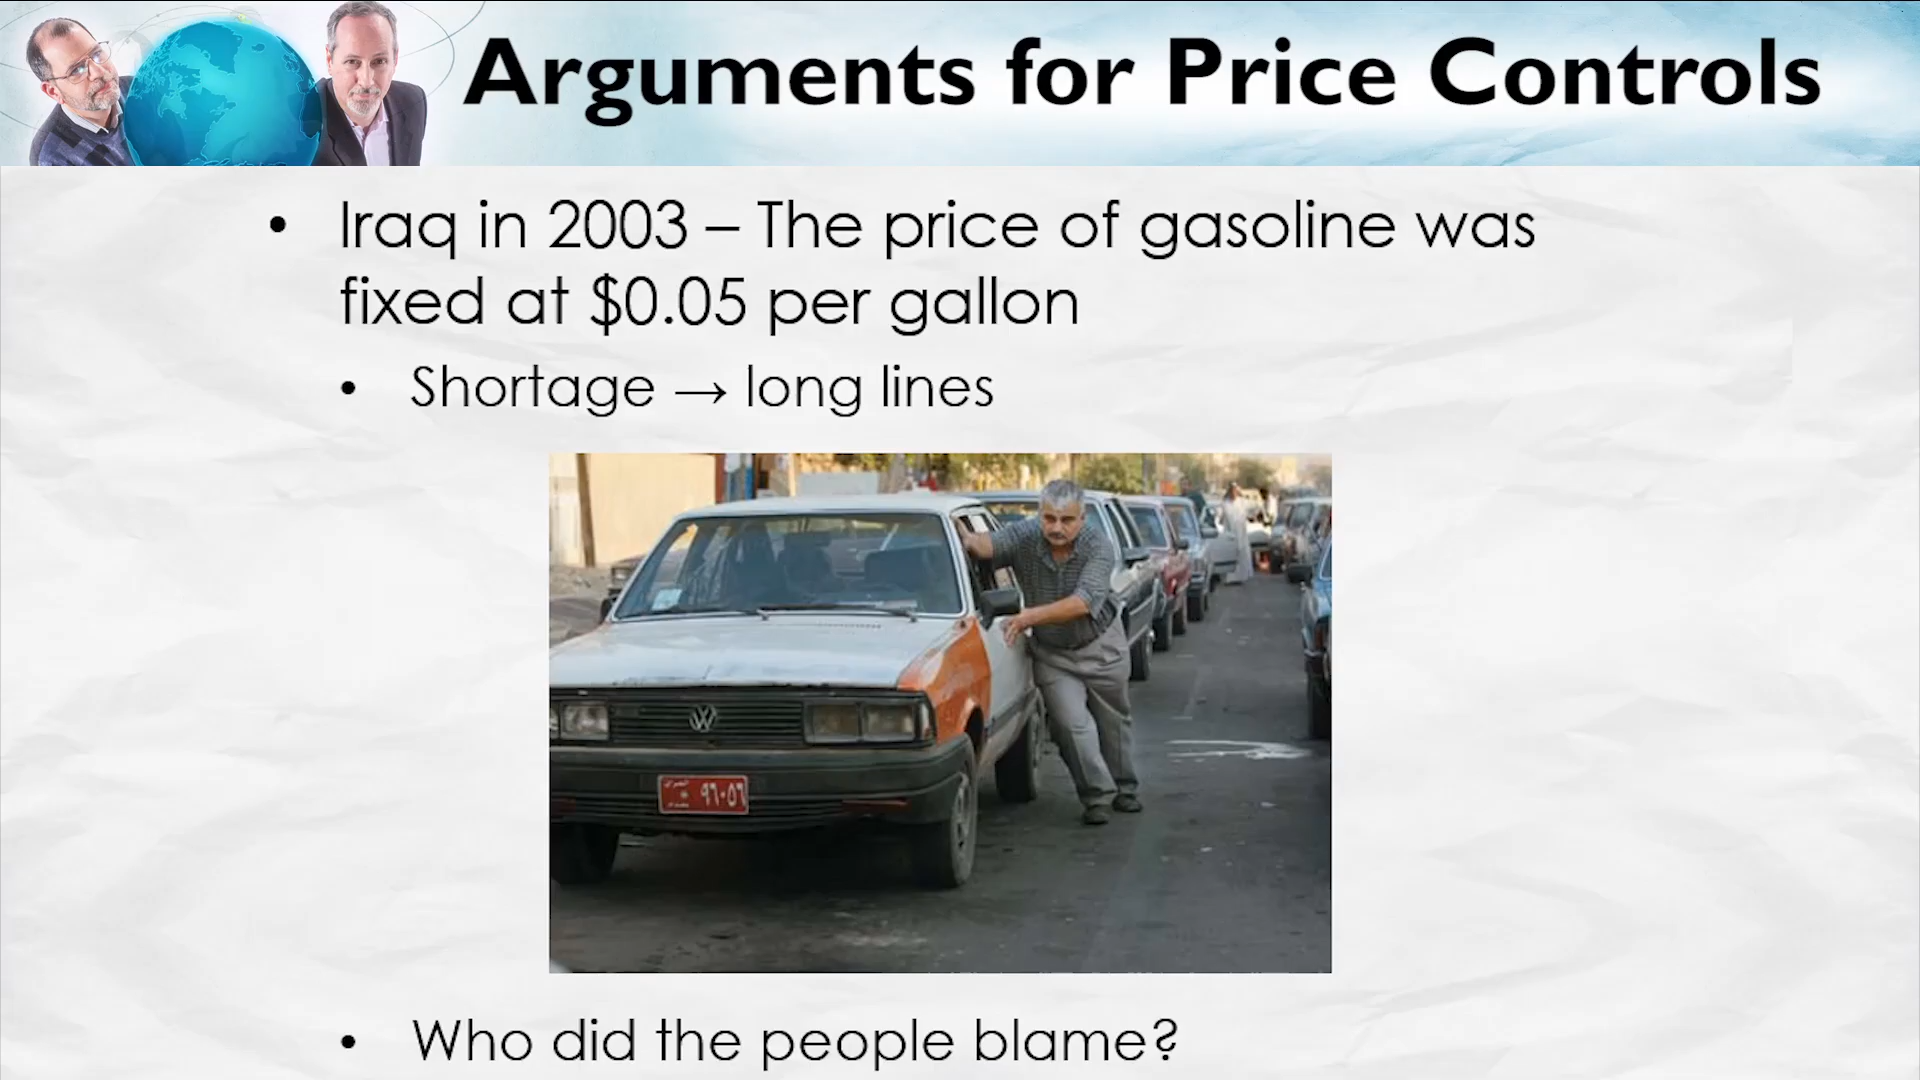 Arguments for Price Controls
• Iraq in 2003 – The price of gasoline was
fixed at $0.05 per gallon
• Shortage → long lines
٩٦٠٥٦
• Who did the people blame?